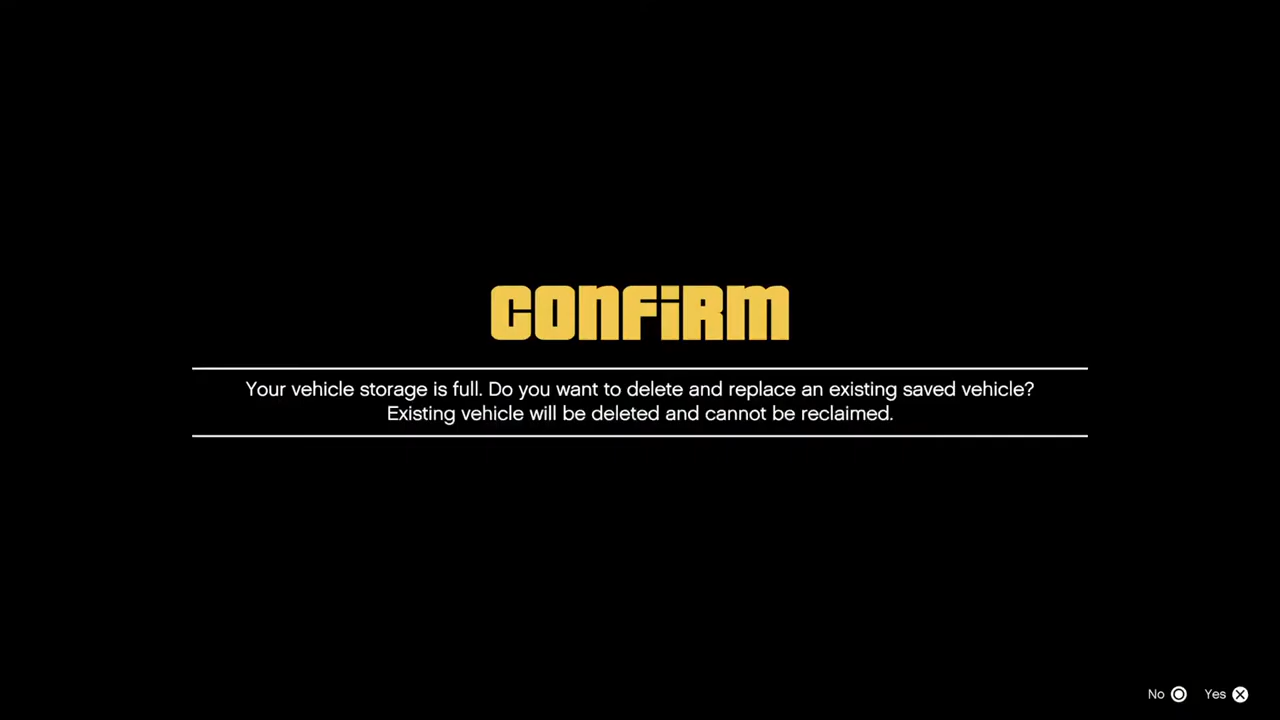 CONFiRM
Your vehicle storage is full. Do you want to delete and replace an existing saved vehicle?
Existing vehicle will be deleted and cannot be reclaimed.
No Yes